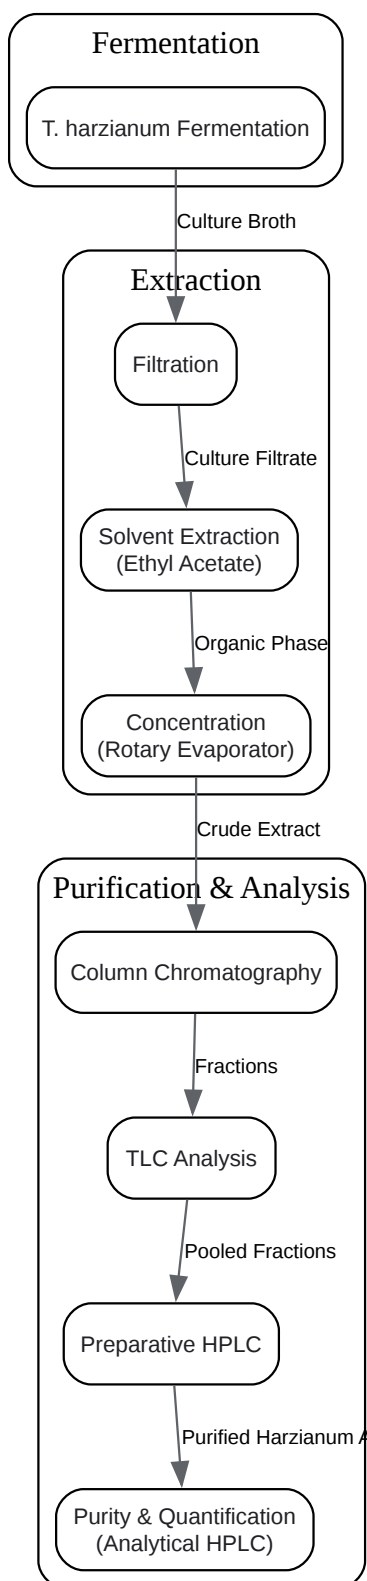 Fermentation
T. harzianum Fermentation
Culture Broth
Extraction
Filtration
Culture Filtrate
Solvent Extraction
(Ethyl Acetate)
Organic Phase
Concentration
(Rotary Evaporator)
Crude Extract
Purification & Analysis
Column Chromatography
Fractions
TLC Analysis
Pooled Fractions
Preparative HPLC
Purified Harzianum A
Purity & Quantification
(Analytical HPLC)